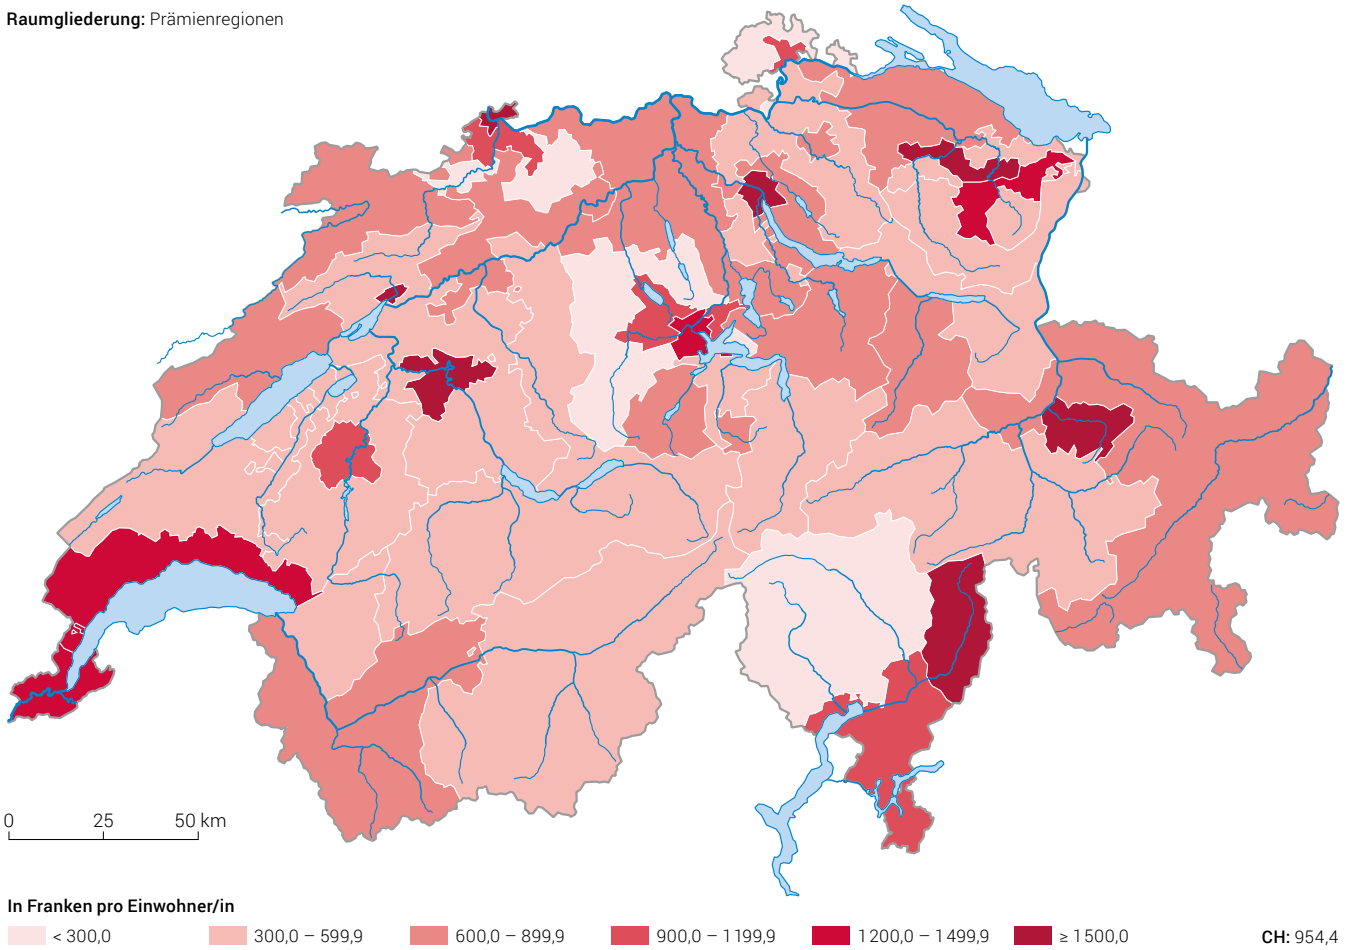 Raumgliederung: Prämienregionen
0 25 50 km
In Franken pro Einwohner/in
< 300,0 300,0 – 599,9 600,0 – 899,9 900,0 – 1199,9 1200,0 – 1499,9 ≥ 1500,0 CH: 954.4